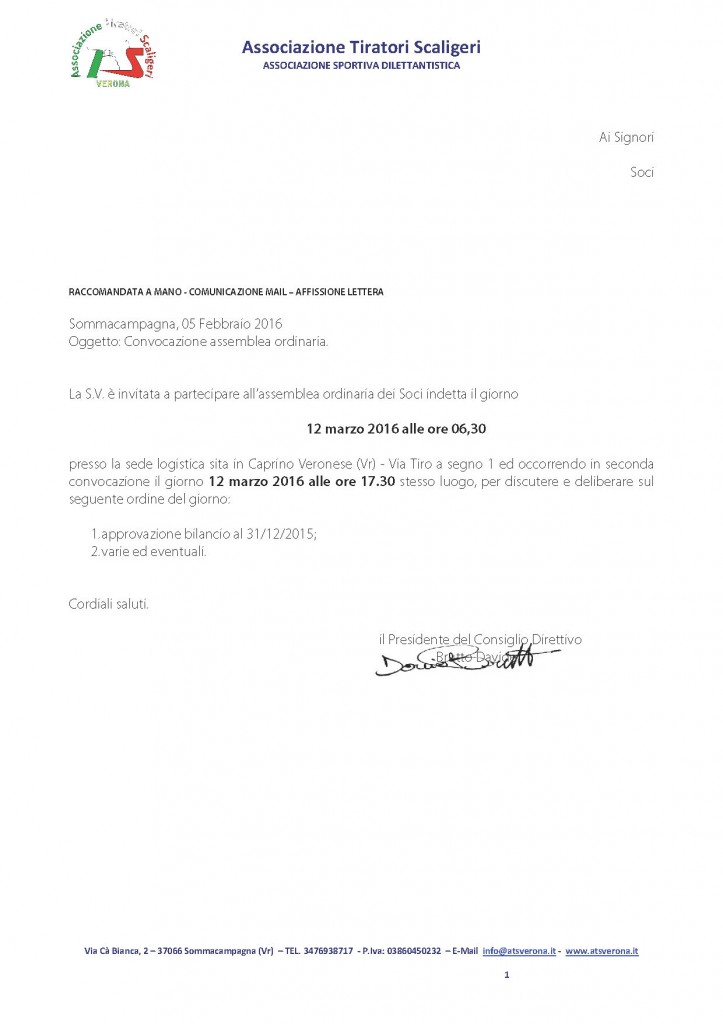 Associazione Tiratori Scaligeri
VERONA
Associazione Tiratori Scaligeri
ASSOCIAZIONE SPORTIVA DILETTANTISTICA
Ai Signori
Soci
RACCOMANDATA A MANO - COMUNICAZIONE MAIL – AFFISSIONE LETTERA
Sommacampagna, 05 Febbraio 2016
Oggetto: Convocazione assemblea ordinaria.
La S.V. è invitata a partecipare all'assemblea ordinaria dei Soci indetta il giorno
12 marzo 2016 alle ore 06,30
presso la sede logistica sita in Caprino Veronese (Vr) - Via Tiro a segno 1 ed occorrendo in seconda
convocazione il giorno 12 marzo 2016 alle ore 17.30 stesso luogo, per discutere e deliberare sul
seguente ordine del giorno:
1.approvazione bilancio al 31/12/2015;
2.varie ed eventuali.
Cordiali saluti.
il Presidente del Consiglio Direttivo
Via Cà Bianca, 2 – 37066 Sommacampagna (Vr) – TEL. 3476938717 - P.Iva: 03860450232 – E-Mail info@atsverona.it - www.atsverona.it
1